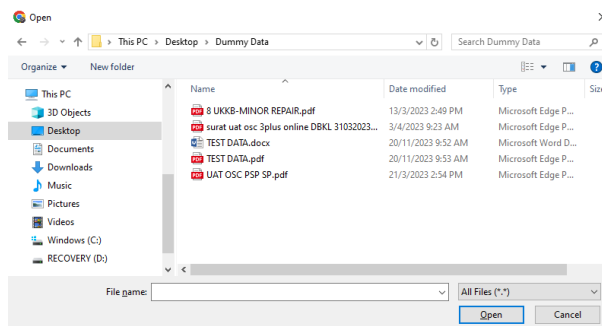 Open
This PC > Desktop > Dummy Data
Search Dummy Data
Organize
New folder
This PC
3D Objects
Desktop
Documents
Downloads
Music
Pictures
Videos
Windows (C:)
RECOVERY (D:)
Name Date modified Type Size
8 UKKB-MINOR REPAIR.pdf 13/3/2023 2:49 PM Microsoft Edge P...
surat uat osc 3plus online DBKL 31032023... 3/4/2023 9:23 AM Microsoft Edge P...
TEST DATA.docx 20/11/2023 9:52 AM Microsoft Word D...
TEST DATA.pdf 20/11/2023 9:53 AM Microsoft Edge P...
UAT OSC PSP SP.pdf 21/3/2023 2:54 PM Microsoft Edge P...
File name:
All Files (*.*)
Open
Cancel